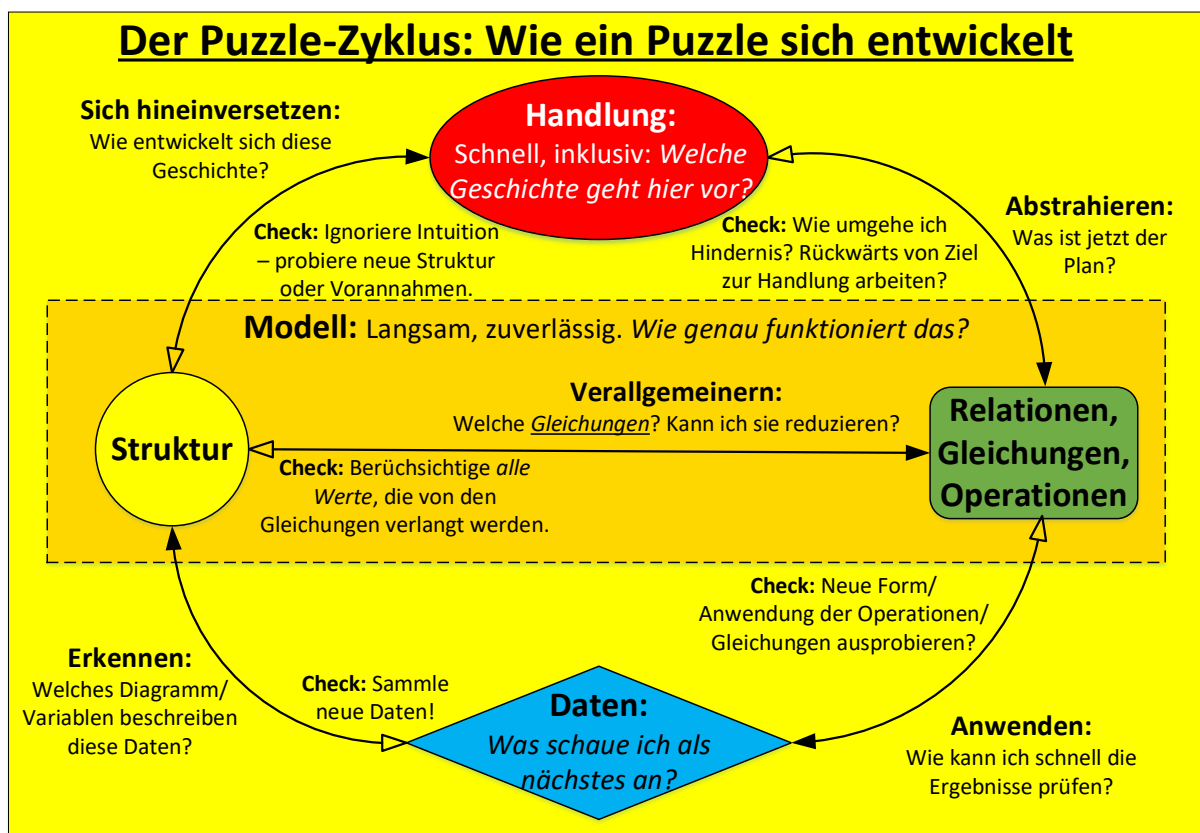 Der Puzzle-Zyklus: Wie ein Puzzle sich entwickelt
Sich hineinversetzen:
Wie entwickelt sich diese
Geschichte?
Handlung:
Schnell, inklusiv: Welche
Geschichte geht hier vor?
Abstrahieren:
Was ist jetzt der
Plan?
Check: Ignoriere Intuition
– probiere neue Struktur
oder Vorannahmen.
Check: Wie umgehe ich
Hindernis? Rückwärts von Ziel
zur Handlung arbeiten?
Modell: Langsam, zuverlässig. Wie genau funktioniert das?
Struktur
Verallgemeinern:
Welche Gleichungen? Kann ich sie reduzieren?
Check: Berüchsichtige alle
Werte, die von den
Gleichungen verlangt werden.
Relationen,
Gleichungen,
Operationen
Erkennen:
Welches Diagramm/
Variablen beschreiben
diese Daten?
Check: Sammle
neue Daten!
Daten:
Was schaue ich als
nächstes an?
Check: Neue Form/
Anwendung der Operationen/
Gleichungen ausprobieren?
Anwenden:
Wie kann ich schnell die
Ergebnisse prüfen?